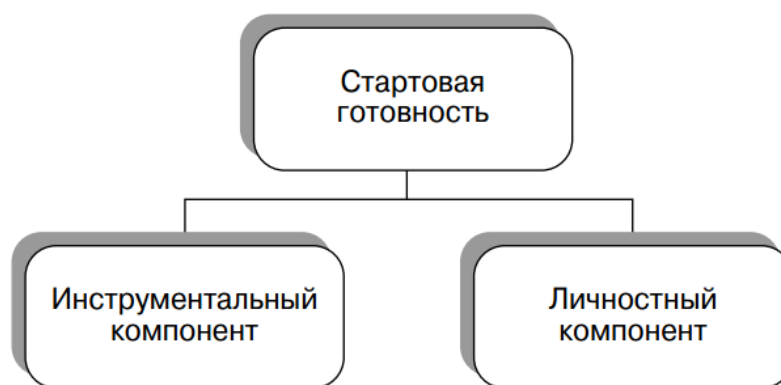 Стартовая
готовность
Инструментальный
компонент
Личностный
компонент